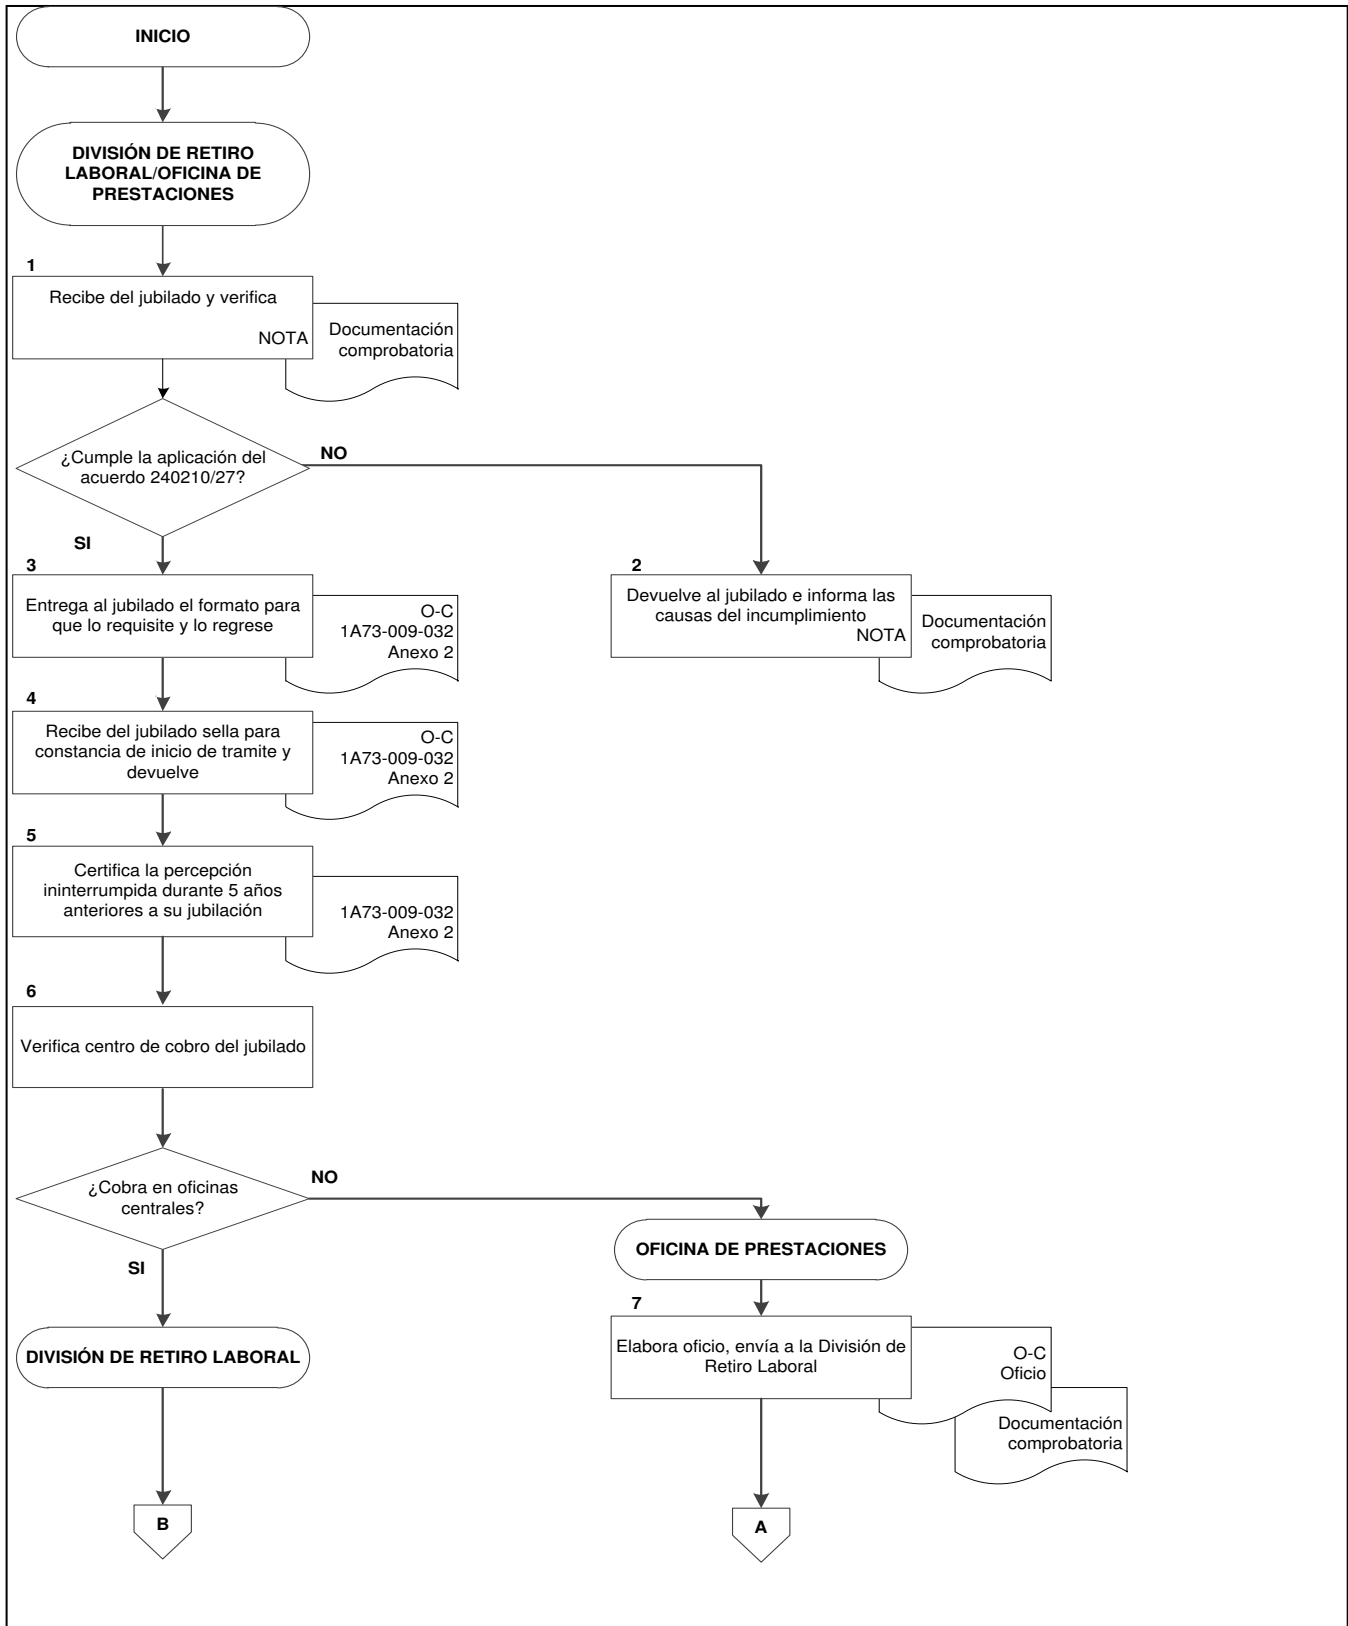 INICIO
DIVISIÓN DE RETIRO
LABORAL/OFICINA DE
PRESTACIONES
1
Recibe del jubilado y verifica
NOTA
Documentación
comprobatoria
¿Cumple la aplicación del
acuerdo 240210/27?
NO
SI
3
Entrega al jubilado el formato para
que lo requisite y lo regrese
O-C
1A73-009-032
Anexo 2
2
Devuelve al jubilado e informa las
causas del incumplimiento
NOTA
Documentación
comprobatoria
4
Recibe del jubilado sella para
constancia de inicio de tramite y
devuelve
O-C
1A73-009-032
Anexo 2
5
Certifica la percepción
ininterrumpida durante 5 años
anteriores a su jubilación
1A73-009-032
Anexo 2
6
Verifica centro de cobro del jubilado
¿Cobra en oficinas
centrales?
NO
SI
OFICINA DE PRESTACIONES
7
Elabora oficio, envía a la División de
Retiro Laboral
O-C
Oficio
Documentación
comprobatoria
DIVISIÓN DE RETIRO LABORAL
B
A